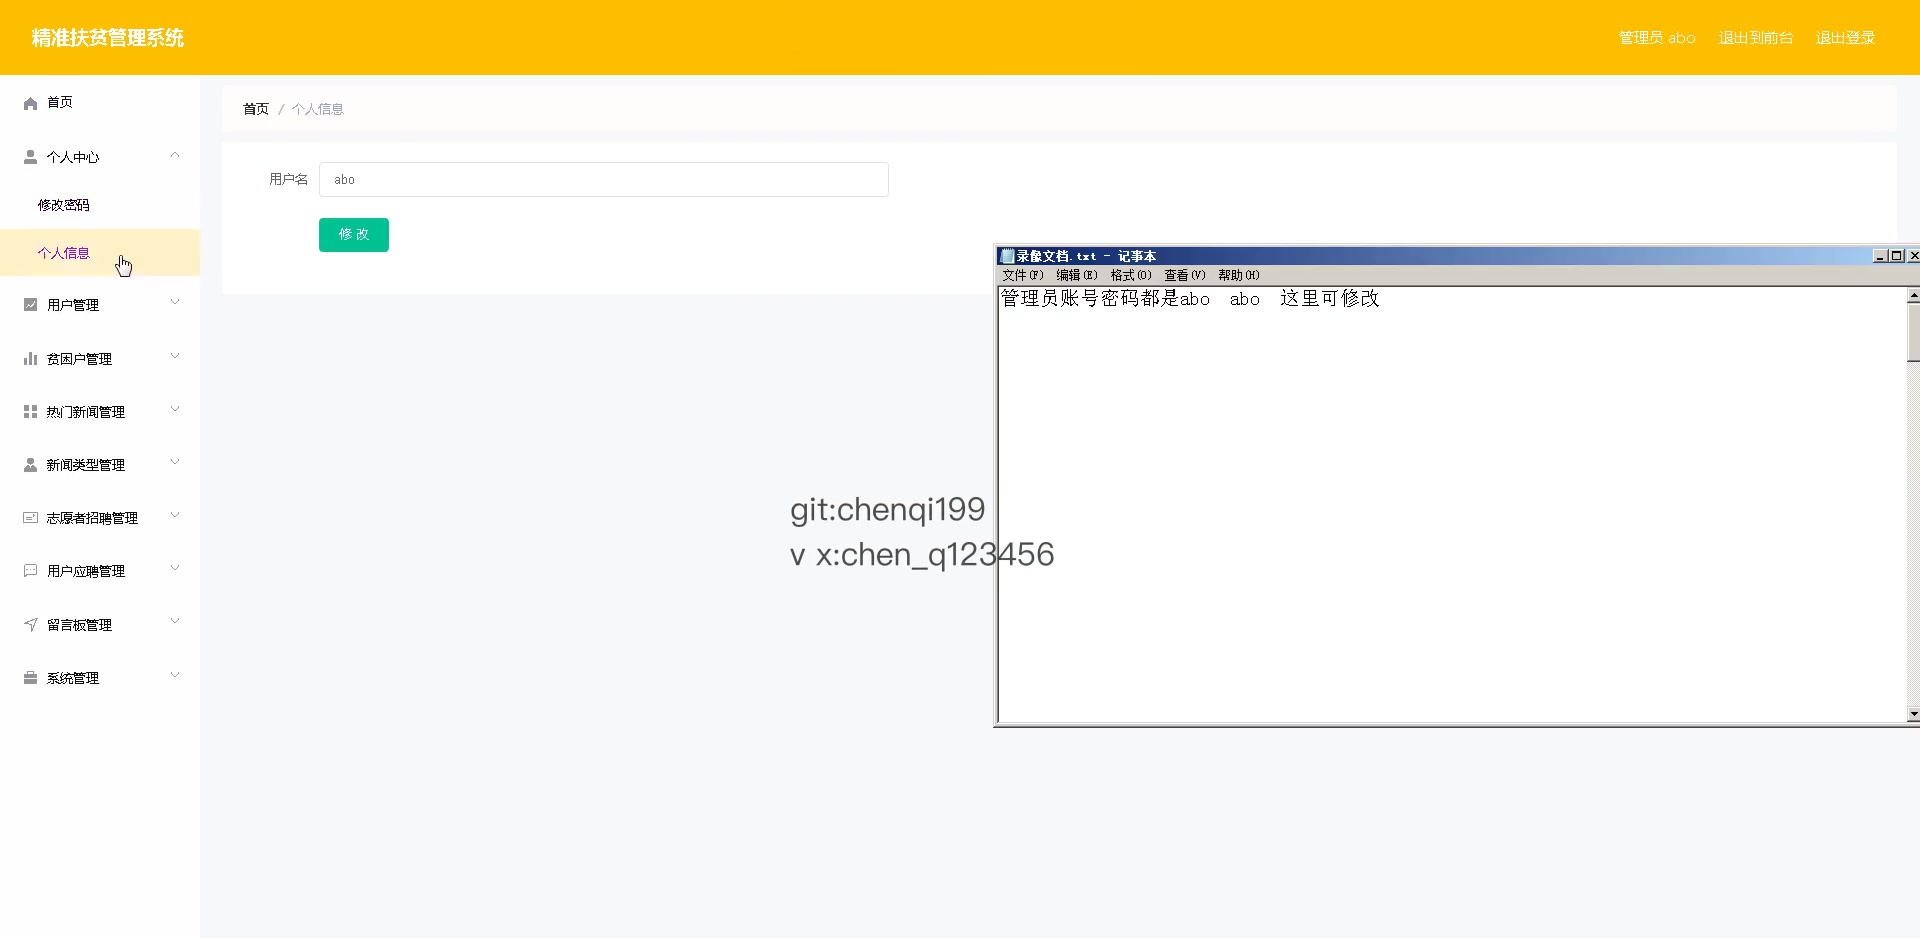 精准扶贫管理系统
管理员 abo 退出到前台 退出登录
首页
个人中心
修改密码
个人信息
用户管理
贫困户管理
热门新闻管理
新闻类型管理
志愿者招聘管理
用户应聘管理
留言板管理
系统管理
首页 / 个人信息
用户名 abo
修 改
录像文档.txt - 记事本
文件(F) 编辑(E) 格式(O) 查看(V) 帮助(H)
管理员账号密码都是abo abo 这里可修改
git:chenqi199
v x:chen_q123456